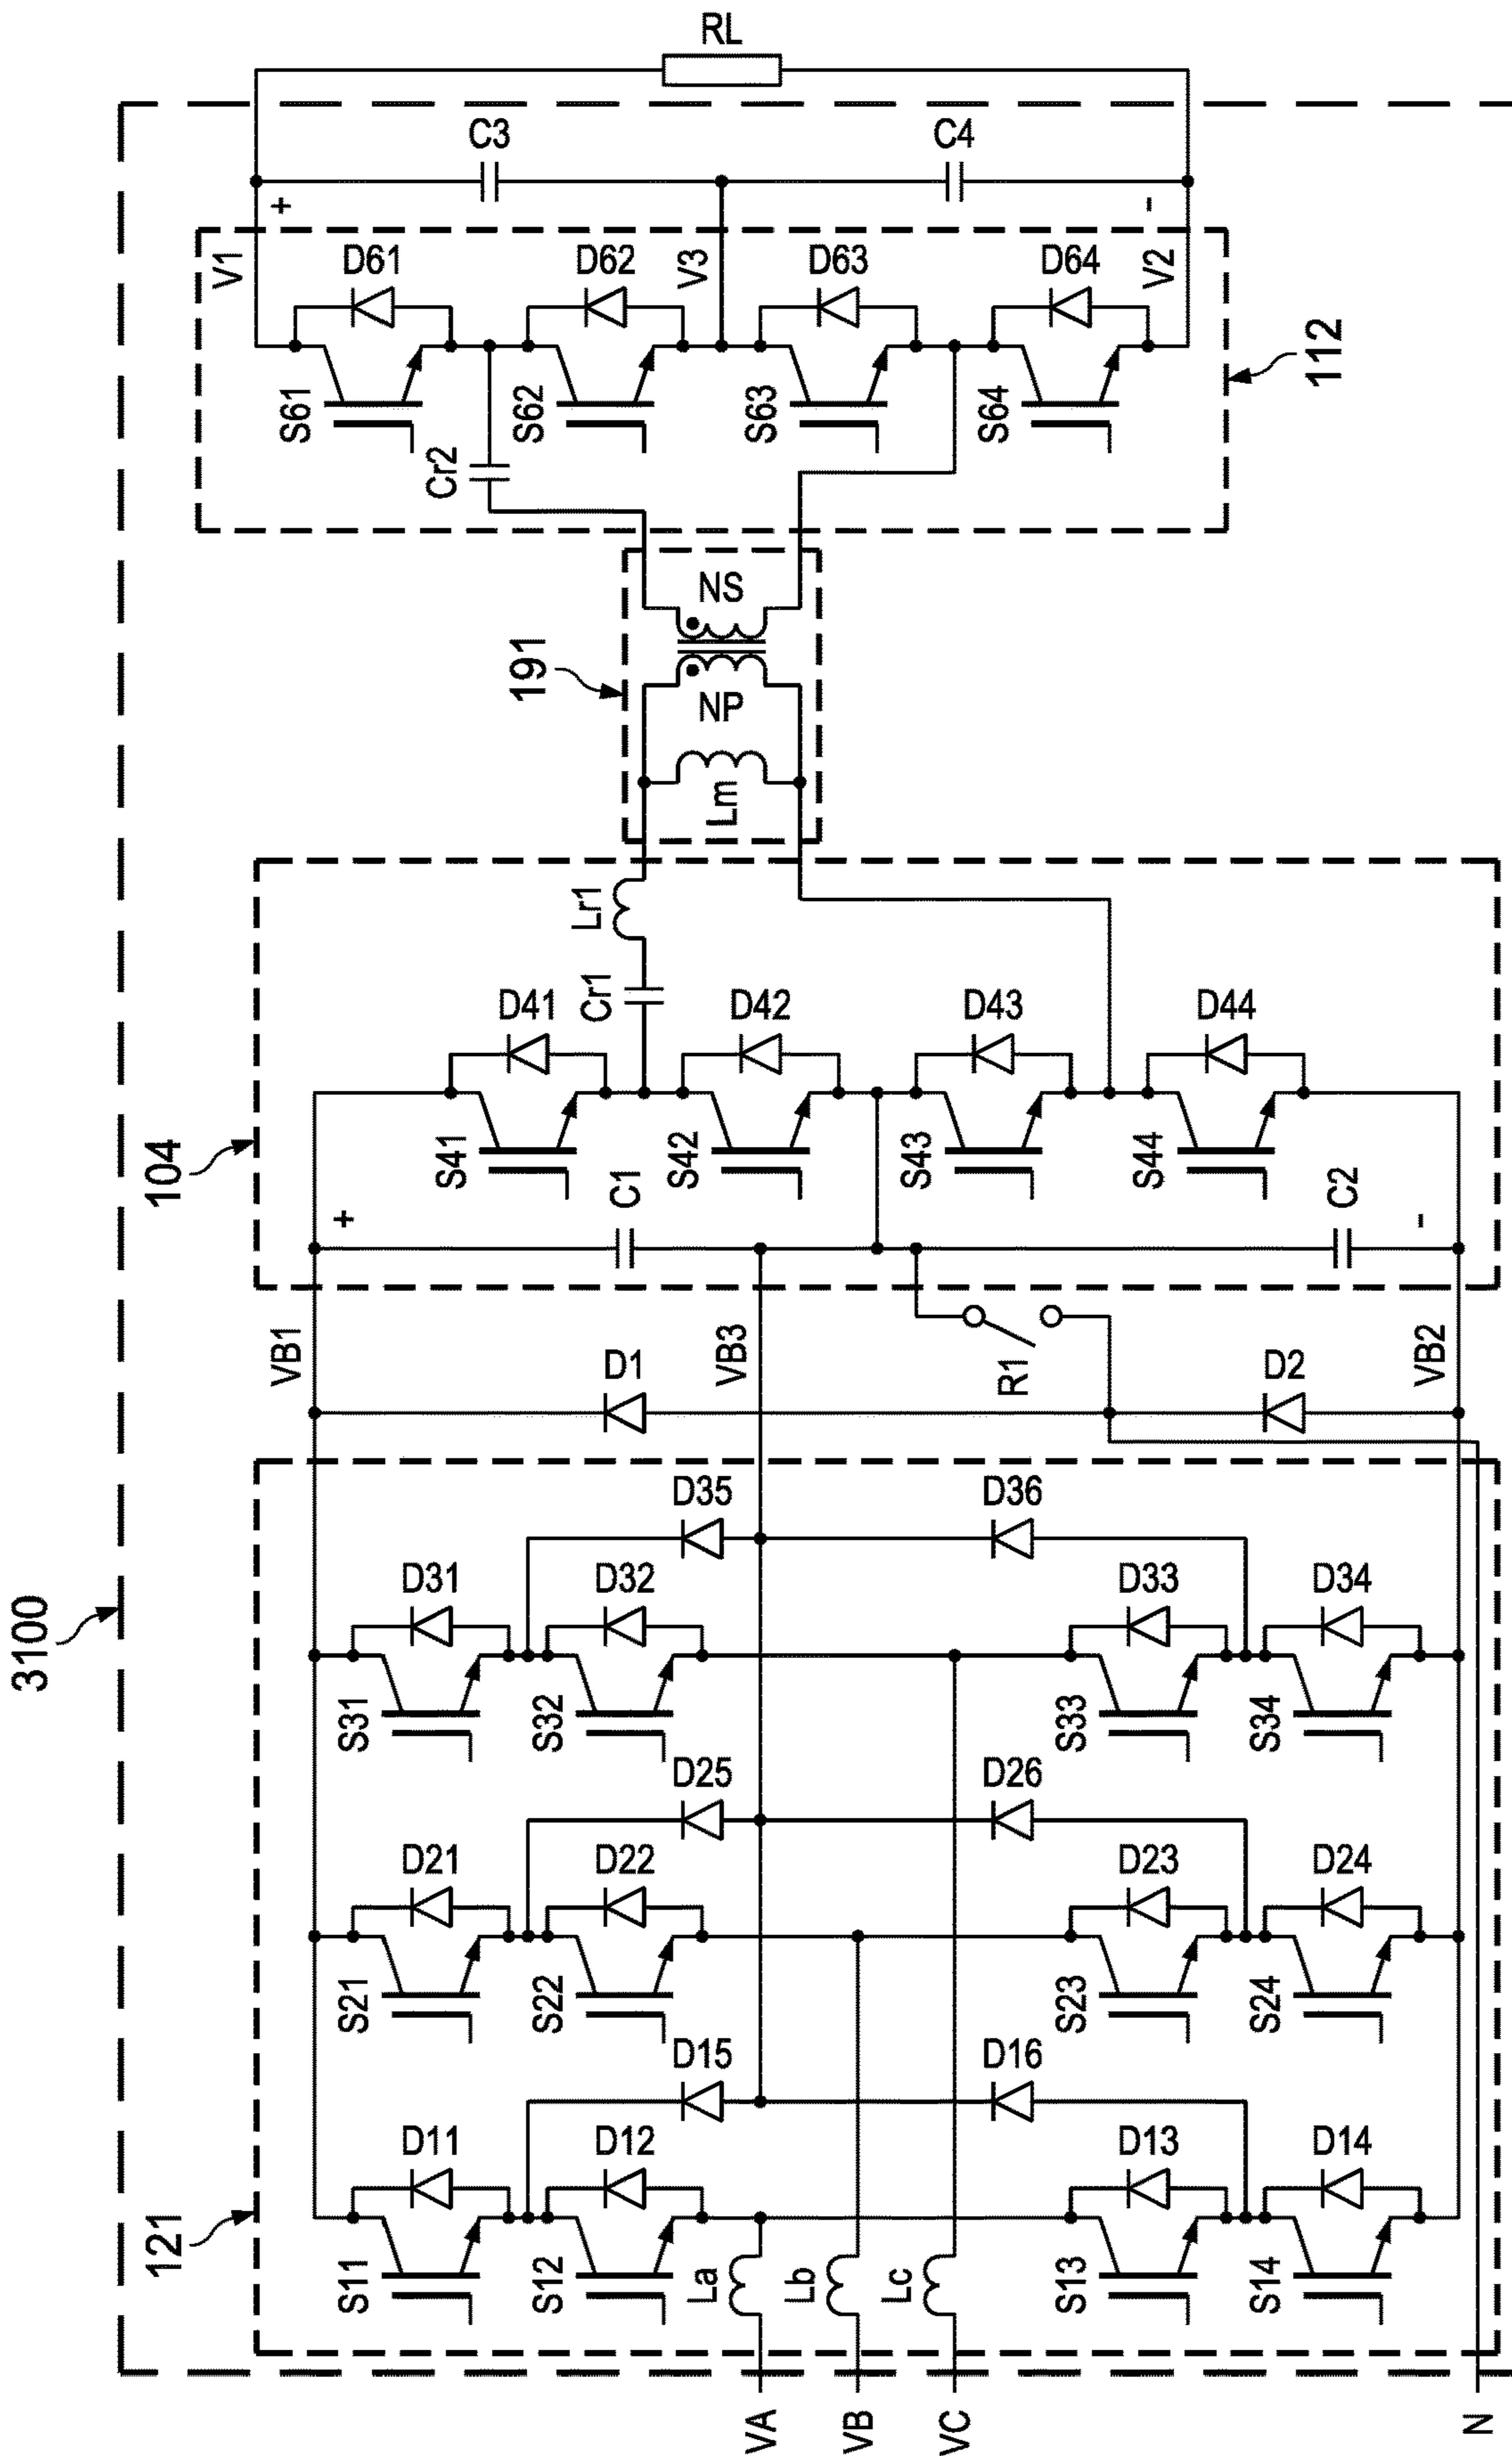 3100
121
104
191
112
VA
VB
VC
N
La
Lb
Lc
S11
D11
S12
D12
D15
D16
S13
D13
S14
D14
S21
D21
S22
D22
D25
D26
S23
D23
S24
D24
S31
D31
S32
D32
D35
D36
S33
D33
S34
D34
VB1
D1
VB3
R1
D2
VB2
+
C1
C2
-
S41
D41
S42
D42
S43
D43
S44
D44
Cr1
Lr1
Lm
NP
NS
Cr2
S61
D61
S62
D62
S63
D63
S64
D64
V1
V3
V2
+
-
C3
C4
RL